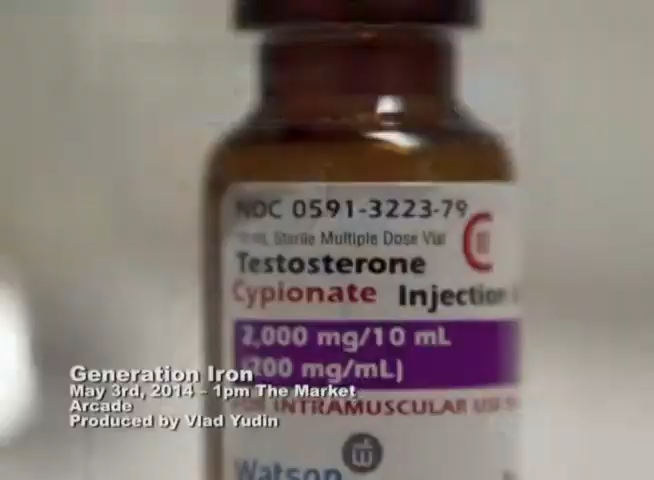 NDC 0591-3223-79
Sterile Multiple Dose Vial
CIII
Testosterone
Cypionate Injection
2,000 mg/10 mL
(200 mg/mL)
INTRAMUSCULAR
Watson
Generation Iron
May 3rd, 2014 - 1pm The Market
Arcade
Produced by Vlad Yudin